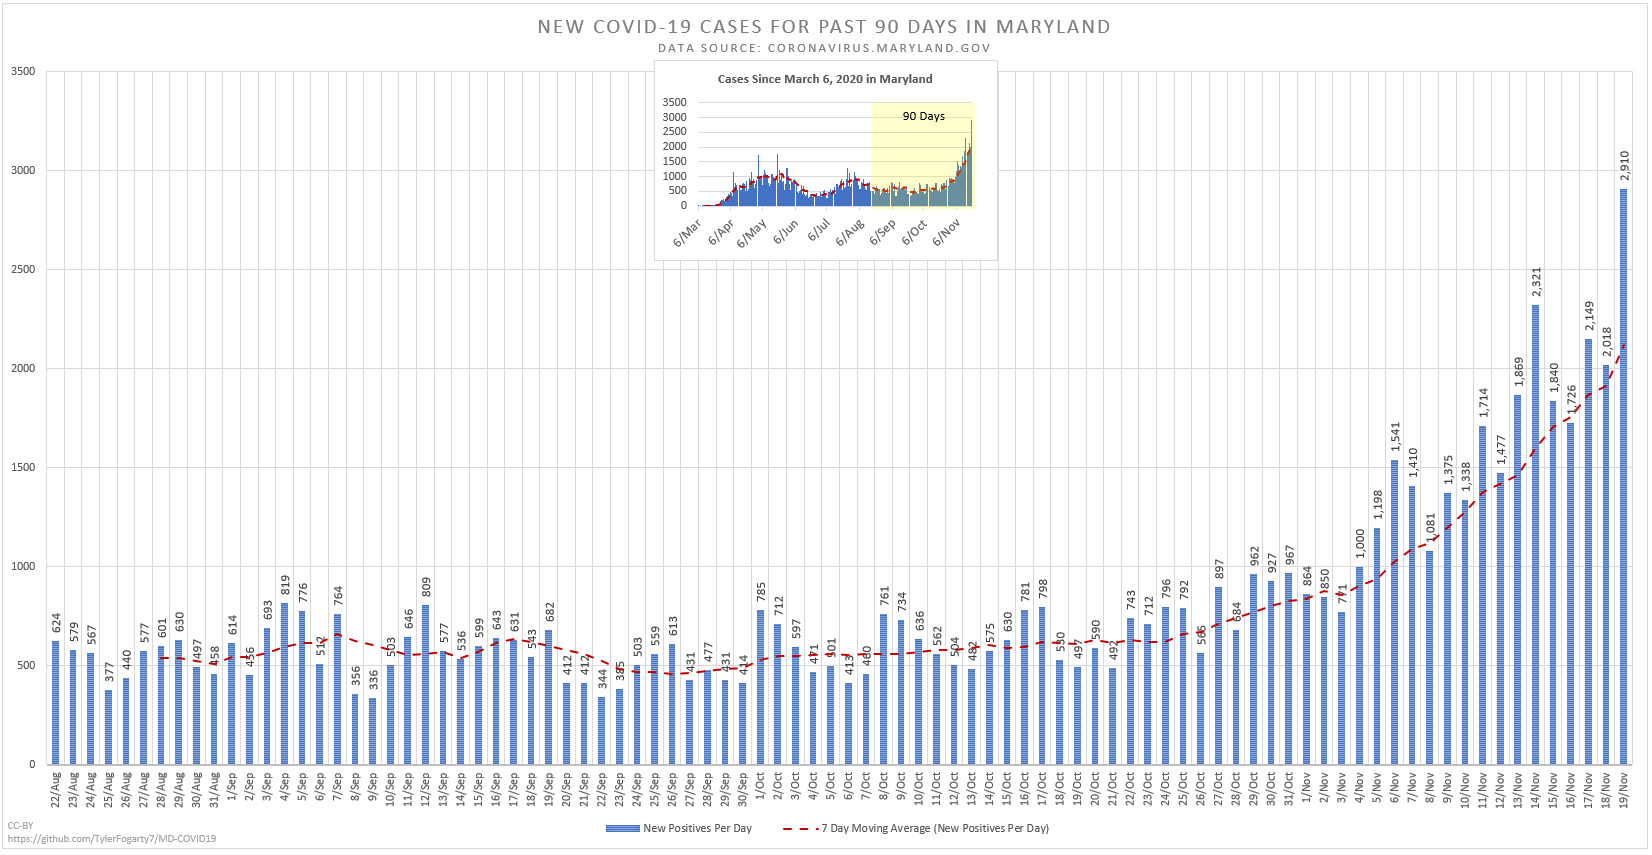 NEW COVID-19 CASES FOR PAST 90 DAYS IN MARYLAND
DATA SOURCE: CORONAVIRUS.MARYLAND.GOV
Cases Since March 6, 2020 in Maryland
90 Days
3500
3000
2500
2000
1500
1000
500
0
6/Mar
6/Apr
6/May
6/Jun
6/Jul
6/Aug
6/Sep
6/Oct
6/Nov
3500
3000
2500
2000
1500
1000
500
0
624
579
567
377
440
577
601
630
497
458
614
456
693
819
776
512
764
356
336
503
646
809
577
536
599
643
631
543
682
412
412
344
385
503
559
613
431
477
431
414
785
712
597
471
501
413
460
761
734
636
562
504
482
575
630
781
798
530
497
590
492
743
712
796
792
565
897
684
962
927
967
864
850
771
1,000
1,198
1,541
1,410
1,081
1,375
1,338
1,714
1,477
1,869
2,321
1,840
1,726
2,149
2,018
2,910
22/Aug
23/Aug
24/Aug
25/Aug
26/Aug
27/Aug
28/Aug
29/Aug
30/Aug
31/Aug
1/Sep
2/Sep
3/Sep
4/Sep
5/Sep
6/Sep
7/Sep
8/Sep
9/Sep
10/Sep
11/Sep
12/Sep
13/Sep
14/Sep
15/Sep
16/Sep
17/Sep
18/Sep
19/Sep
20/Sep
21/Sep
22/Sep
23/Sep
24/Sep
25/Sep
26/Sep
27/Sep
28/Sep
29/Sep
30/Sep
1/Oct
2/Oct
3/Oct
4/Oct
5/Oct
6/Oct
7/Oct
8/Oct
9/Oct
10/Oct
11/Oct
12/Oct
13/Oct
14/Oct
15/Oct
16/Oct
17/Oct
18/Oct
19/Oct
20/Oct
21/Oct
22/Oct
23/Oct
24/Oct
25/Oct
26/Oct
27/Oct
28/Oct
29/Oct
30/Oct
31/Oct
1/Nov
2/Nov
3/Nov
4/Nov
5/Nov
6/Nov
7/Nov
8/Nov
9/Nov
10/Nov
11/Nov
12/Nov
13/Nov
14/Nov
15/Nov
16/Nov
17/Nov
18/Nov
19/Nov
New Positives Per Day
7 Day Moving Average (New Positives Per Day)
CC-BY
https://github.com/TylerFogarty7/MD-COVID19